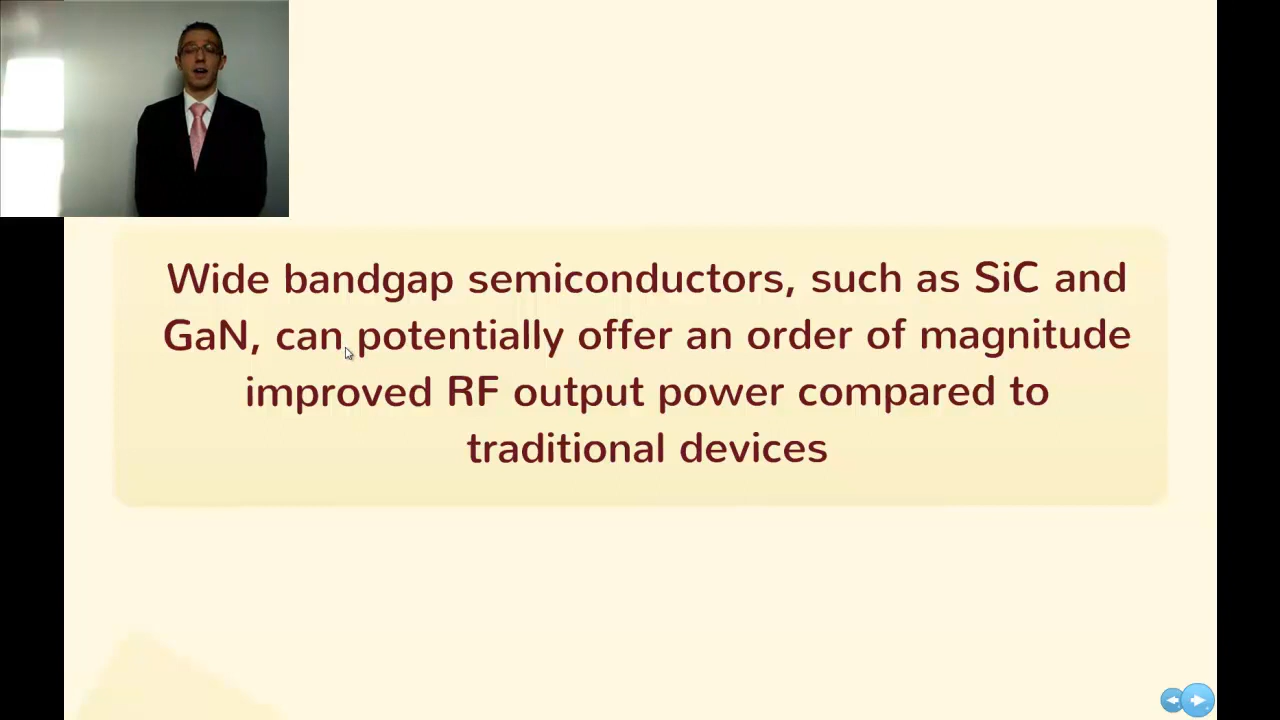 Wide bandgap semiconductors, such as SiC and
GaN, can potentially offer an order of magnitude
improved RF output power compared to
traditional devices